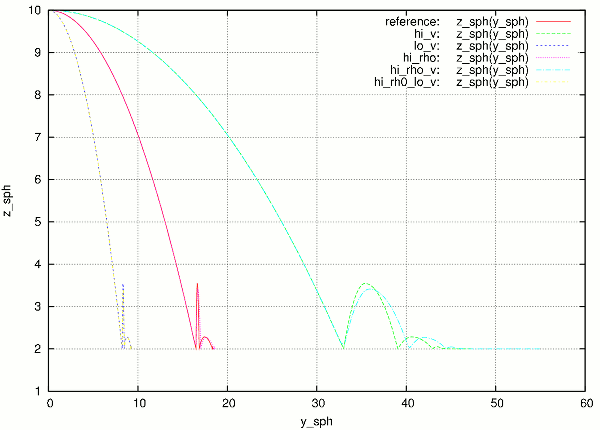 10
9
8
7
6
5
4
3
2
1
0
10
20
30
40
50
60
z_sph
y_sph
reference: z_sph(y_sph)
hi_v: z_sph(y_sph)
lo_v: z_sph(y_sph)
hi_rho: z_sph(y_sph)
hi_rho_v: z_sph(y_sph)
hi_rh0_lo_v: z_sph(y_sph)